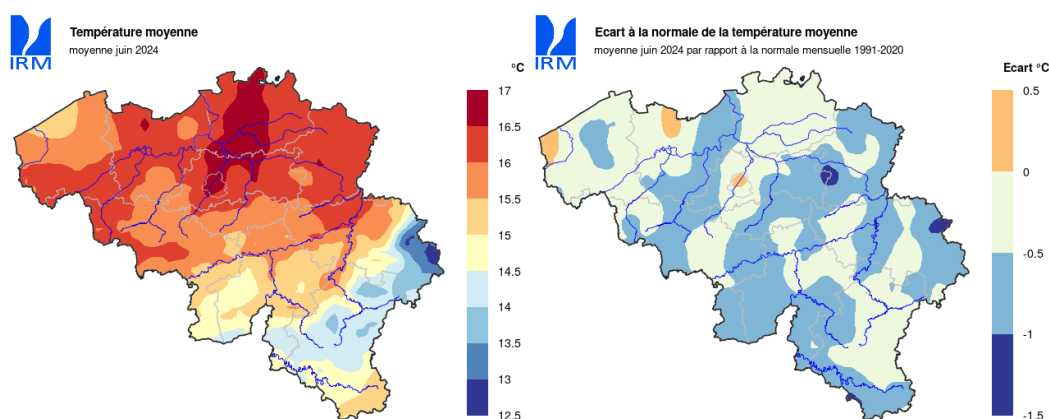 IRM
Température moyenne
moyenne juin 2024
°C
17
16.5
16
15.5
15
14.5
14
13.5
13
12.5
IRM
Ecart à la normale de la température moyenne
moyenne juin 2024 par rapport à la normale mensuelle 1991-2020
Ecart °C
0.5
0
-0.5
-1
-1.5